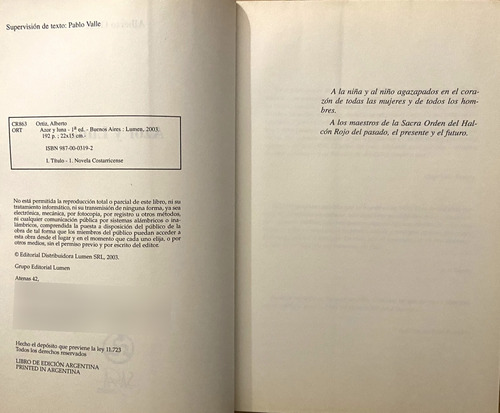 Supervisión de texto: Pablo Valle
CR863 Ortiz, Alberto
ORT Azor y luna - 1ª ed. - Buenos Aires : Lumen, 2003.
192 p. ; 22x15 cm.-
ISBN 987-00-0319-2
I. Título - 1. Novela Costarricense
No está permitida la reproducción total o parcial de este libro, ni su
tratamiento informático, ni su transmisión de ninguna forma, ya sea
electrónica, mecánica, por fotocopia, por registro u otros métodos,
ni cualquier comunicación pública por sistemas alámbricos o ina-
lámbricos, comprendida la puesta a disposición del público de la
obra de tal forma que los miembros del público puedan acceder a
esta obra desde el lugar y en el momento que cada uno elija, o por
otros medios, sin el permiso previo y por escrito del editor.
© Editorial Distribuidora Lumen SRL, 2003.
Grupo Editorial Lumen
Atenas 42,
Hecho el depósito que previene la ley 11.723
Todos los derechos reservados
LIBRO DE EDICIÓN ARGENTINA
PRINTED IN ARGENTINA
A la niña y al niño agazapados en el cora-
zón de todas las mujeres y de todos los hom-
bres.
A los maestros de la Sacra Orden del Hal-
cón Rojo del pasado, el presente y el futuro.